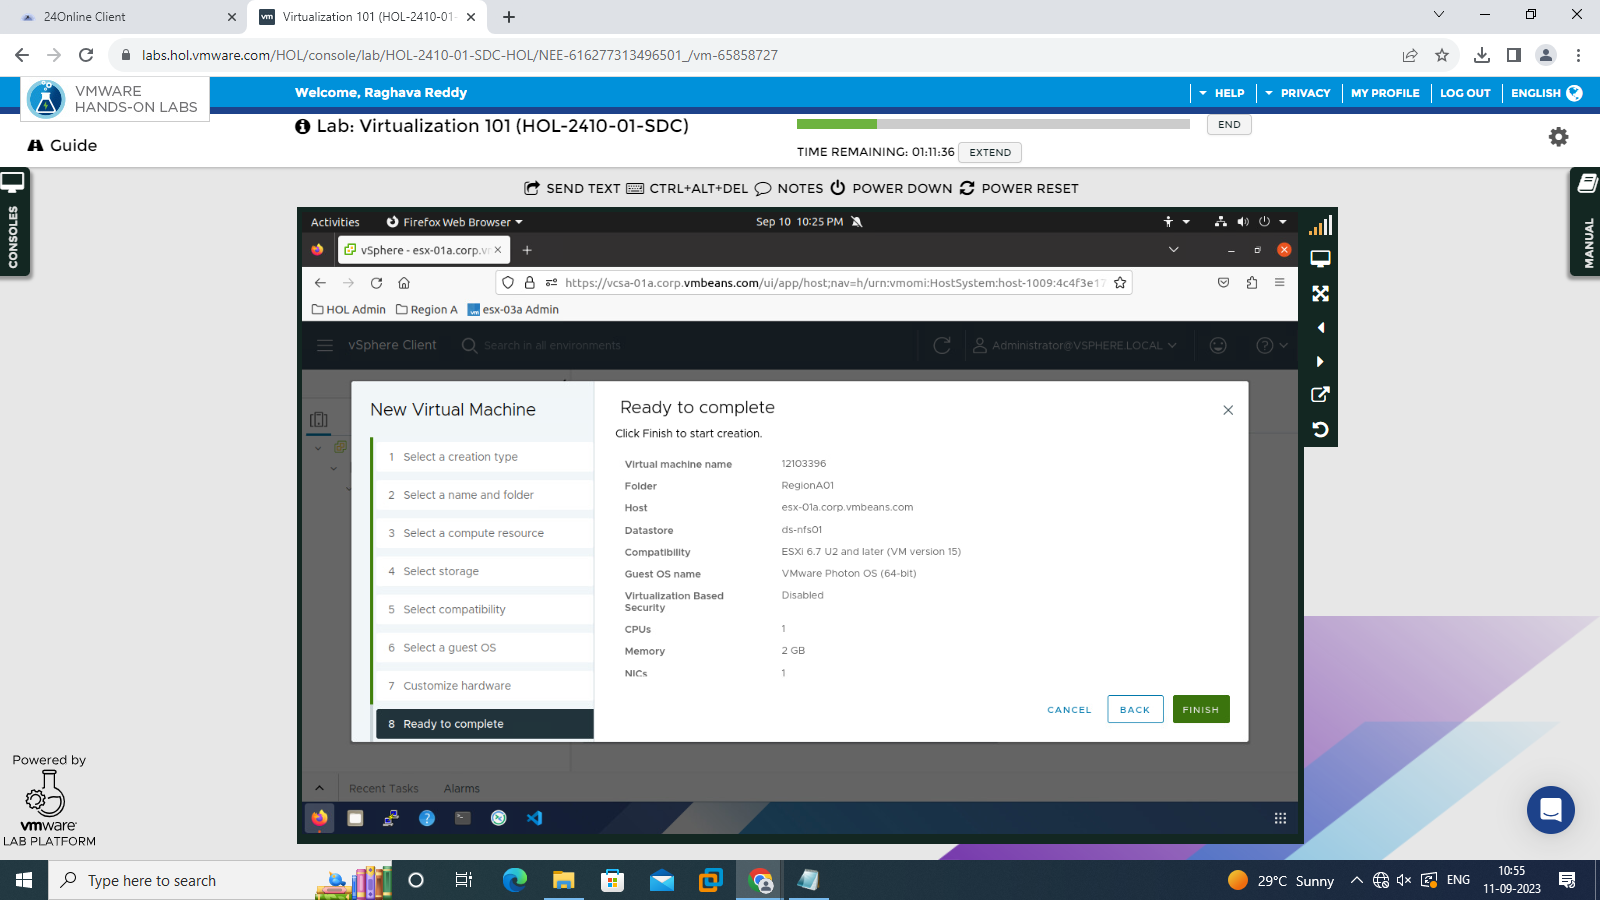 24Online Client
vm Virtualization 101 (HOL-2410-01-
labs.hol.vmware.com/HOL/console/lab/HOL-2410-01-SDC-HOL/NEE-616277313496501_/vm-65858727
VMWARE
HANDS-ON LABS
Welcome, Raghava Reddy
HELP
PRIVACY
MY PROFILE
LOG OUT
ENGLISH
Guide
Lab: Virtualization 101 (HOL-2410-01-SDC)
END
TIME REMAINING: 01:11:36
EXTEND
CONSOLES
MANUAL
SEND TEXT
CTRL+ALT+DEL
NOTES
POWER DOWN
POWER RESET
Activities
Firefox Web Browser
Sep 10 10:25 PM
vSphere - esx-01a.corp.v
https://vcsa-01a.corp.vmbeans.com/ui/app/host;nav=h/urn:vmomi:HostSystem:host-1009:4c4f3e17
HOL Admin
Region A
vm esx-03a Admin
vSphere Client
Search in all environments
Administrator@VSPHERE.LOCAL
New Virtual Machine
1 Select a creation type
2 Select a name and folder
3 Select a compute resource
4 Select storage
5 Select compatibility
6 Select a guest OS
7 Customize hardware
8 Ready to complete
Ready to complete
Click Finish to start creation.
Virtual machine name 12103396
Folder RegionA01
Host esx-01a.corp.vmbeans.com
Datastore ds-nfs01
Compatibility ESXi 6.7 U2 and later (VM version 15)
Guest OS name VMware Photon OS (64-bit)
Virtualization Based Disabled
Security
CPUs 1
Memory 2 GB
NICs 1
CANCEL
BACK
FINISH
Recent Tasks
Alarms
Powered by
vmware
LAB PLATFORM
Type here to search
29°C Sunny
ENG
10:55
11-09-2023